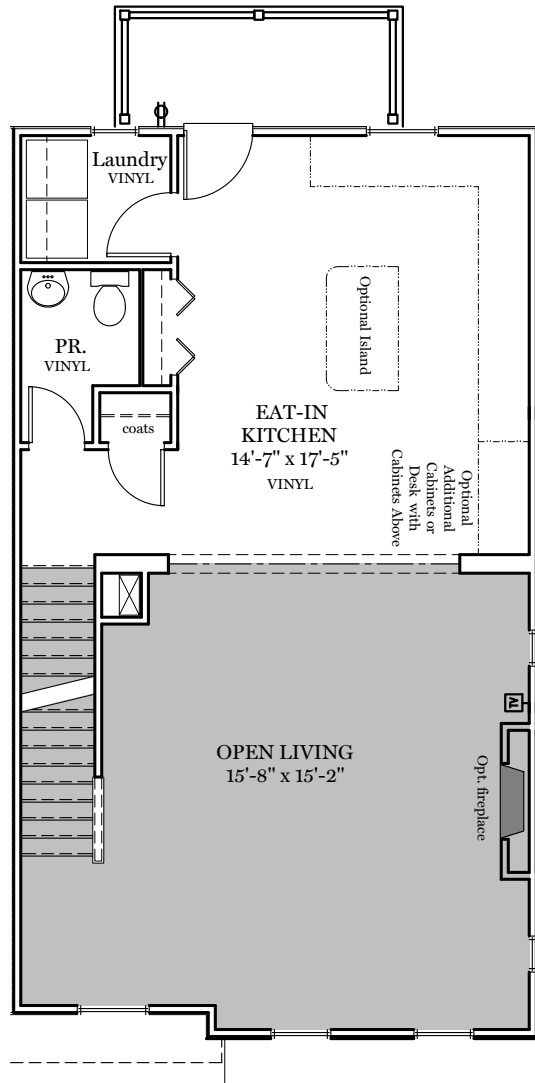 Laundry
VINYL
PR.
VINYL
Optional Island
coats
EAT-IN
KITCHEN
14'-7" x 17'-5"
VINYL
Optional
Additional
Cabinets or
Desk with
Cabinets Above
TV
OPEN LIVING
15'-8" x 15'-2"
Opt. fireplace